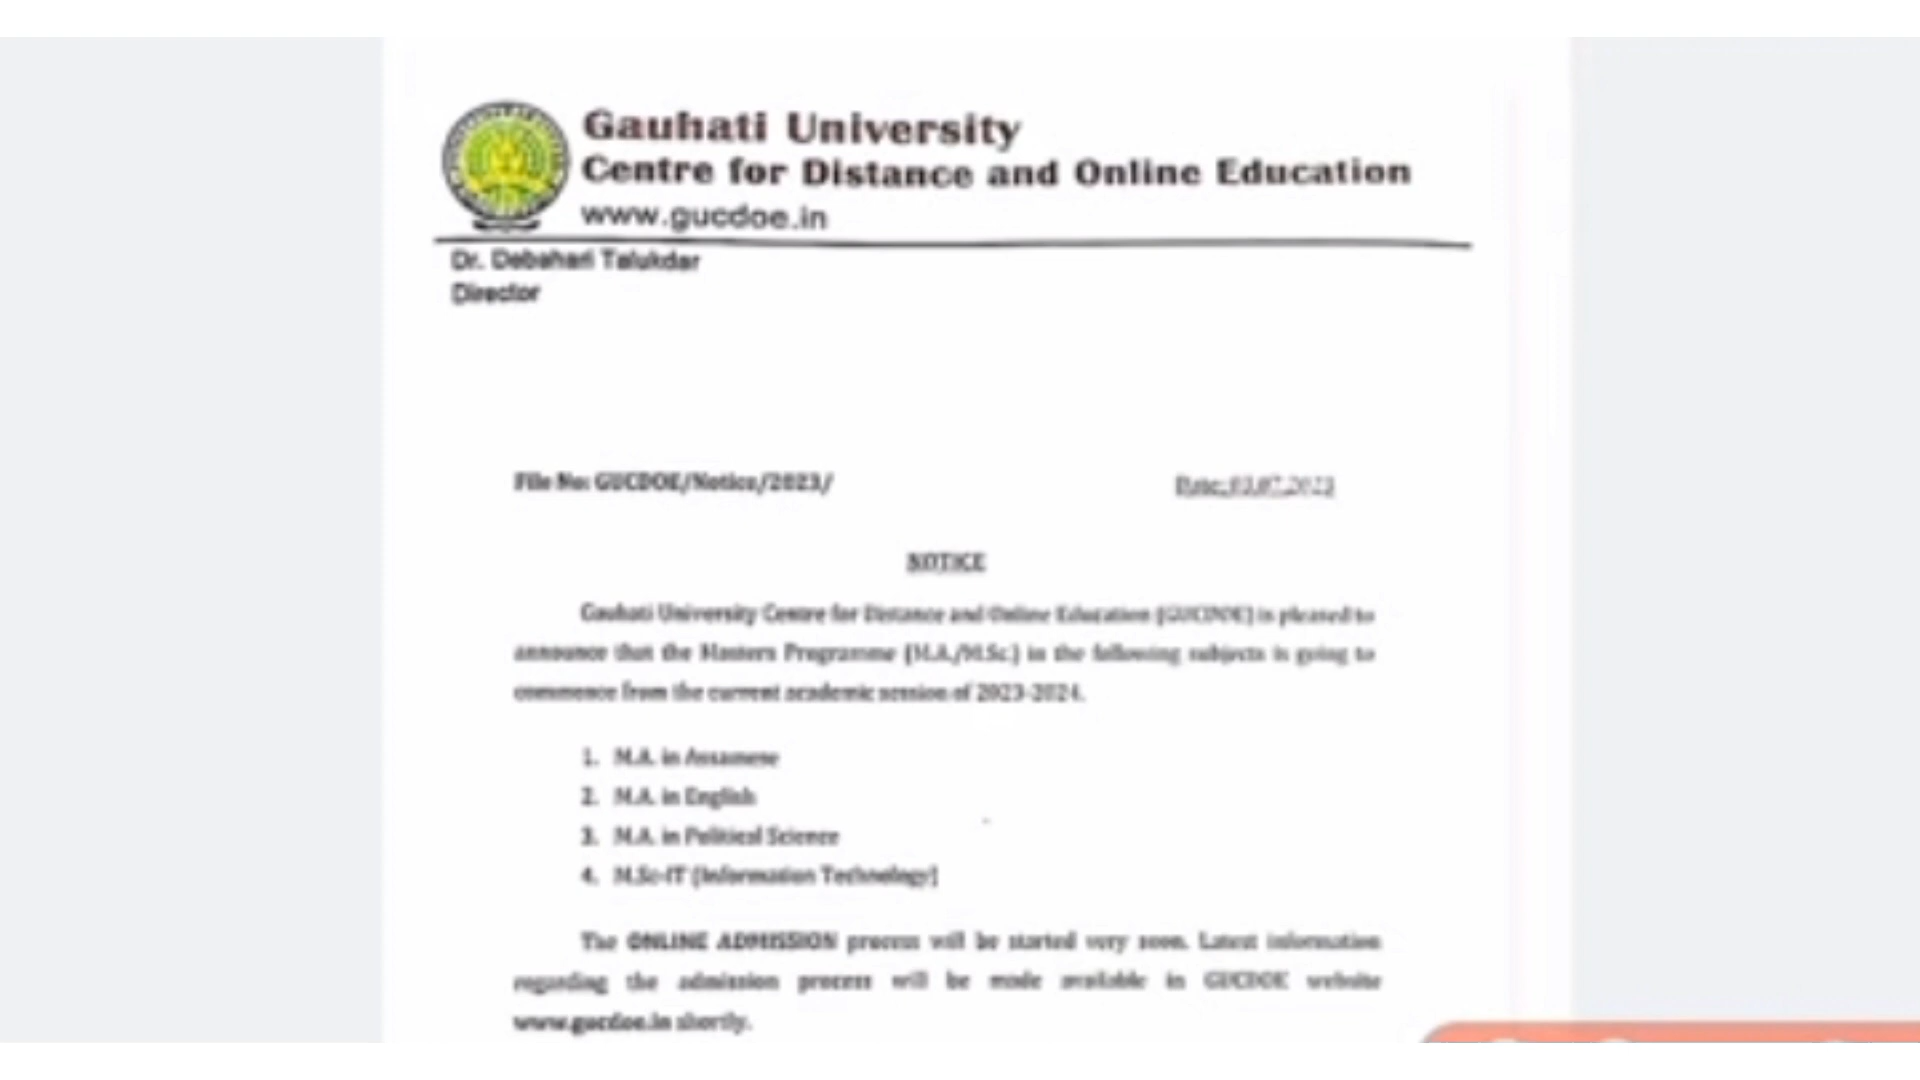 Gauhati University
Centre for Distance and Online Education
www.gucdoe.in
Dr. Debahari Talukdar
Director
File No: GUCDOE/Notice/2023/
Date: 07.2023
NOTICE
Gauhati University Centre for Distance and Online Education (GUCDOE) is pleased to
announce that the Masters Programme (M.A./M.Sc.) in the following subjects is going to
commence from the current academic session of 2023-2024.
1. M.A. in Assamese
2. M.A. in English
3. M.A. in Political Science
4. M.Sc-IT (Information Technology)
The ONLINE ADMISSION process will be started very soon. Latest information
regarding the admission process will be made available in GUCDOE website
www.gucdoe.in shortly.